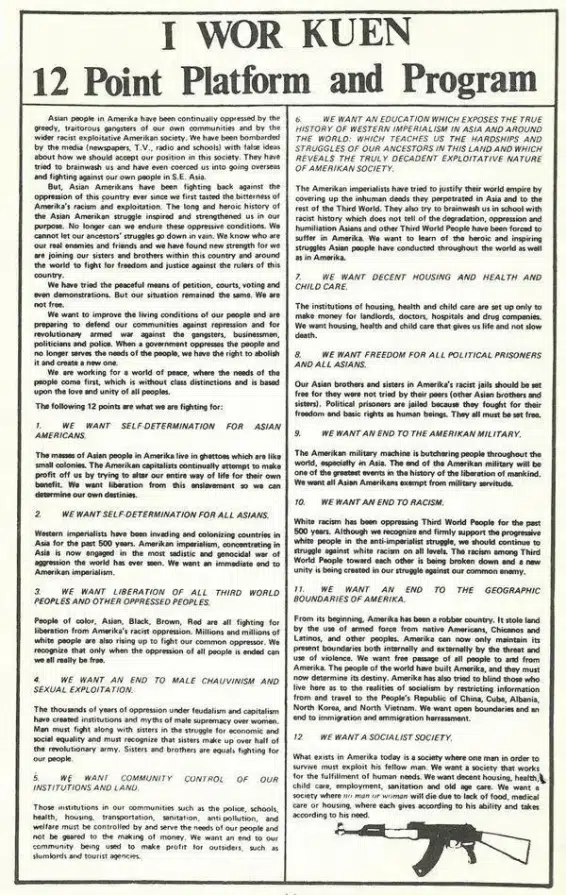 I WOR KUEN
12 Point Platform and Program
Asian people in Amerika have been continually oppressed by the
greedy, traitorous gangsters of our own communities and by the
wider racist exploitative Amerikan society. We have been bombarded
by the media (newspapers, T.V., radio and schools) with false ideas
about how we should accept our position in this society. They have
tried to brainwash us and have even coerced us into going overseas
and fighting against our own people in S.E. Asia.
But, Asian Amerikans have been fighting back against the
oppression of this country ever since we first tasted the bitterness of
Amerika's racism and exploitation. The long and heroic history of
the Asian Amerikan struggle inspired and strengthened us in our
purpose. No longer can we endure these oppressive conditions. We
cannot let our ancestors' struggles go down in vain. We know who are
our real enemies and friends and we have found new strength for we
are joining our sisters and brothers within this country and around
the world to fight for freedom and justice against the rulers of this
country.
We have tried the peaceful means of petition, courts, voting and
even demonstrations. But our situation remained the same. We are
not free.
We want to improve the living conditions of our people and are
preparing to defend our communities against repression and for
revolutionary armed war against the gangsters, businessmen,
politicians and police. When a government oppresses the people and
no longer serves the needs of the people, we have the right to abolish
it and create a new one.
We are working for a world of peace, where the needs of the
people come first, which is without class distinctions and is based
upon the love and unity of all peoples.
The following 12 points are what we are fighting for:
1. WE WANT SELF-DETERMINATION FOR ASIAN
AMERICANS.
The masses of Asian people in Amerika live in ghettoes which are like
small colonies. The Amerikan capitalists continually attempt to make
profit off us by trying to alter our entire way of life for their own
benefit. We want liberation from this enslavement so we can
determine our own destinies.
2. WE WANT SELF-DETERMINATION FOR ALL ASIANS.
Western imperialists have been invading and colonizing countries in
Asia for the past 500 years. Amerikan imperialism, concentrating in
Asia is now engaged in the most sadistic and genocidal war of
aggression the world has ever seen. We want an immediate end to
Amerikan imperialism.
3. WE WANT LIBERATION OF ALL THIRD WORLD
PEOPLES AND OTHER OPPRESSED PEOPLES.
People of color, Asian, Black, Brown, Red are all fighting for
liberation from Amerika's racist oppression. Millions and millions of
white people are also rising up to fight our common oppressor. We
recognize that only when the oppression of all people is ended can
we all really be free.
4. WE WANT AN END TO MALE CHAUVINISM AND
SEXUAL EXPLOITATION.
The thousands of years of oppression under feudalism and capitalism
have created institutions and myths of male supremacy over women.
Man must fight along with sisters in the struggle for economic and
social equality and must recognize that sisters make up over half of
the revolutionary army. Sisters and brothers are equals fighting for
our people.
5. WE WANT COMMUNITY CONTROL OF OUR
INSTITUTIONS AND LAND.
Those institutions in our communities such as the police, schools,
health, housing, transportation, sanitation, anti-pollution, and
welfare must be controlled by and serve the needs of our people and
not be geared to the making of money. We want an end to our
community being used to make profit for outsiders, such as
slumlords and tourist agencies.
6. WE WANT AN EDUCATION WHICH EXPOSES THE TRUE
HISTORY OF WESTERN IMPERIALISM IN ASIA AND AROUND
THE WORLD; WHICH TEACHES US THE HARDSHIPS AND
STRUGGLES OF OUR ANCESTORS IN THIS LAND AND WHICH
REVEALS THE TRULY DECADENT EXPLOITATIVE NATURE
OF AMERIKAN SOCIETY.
The Amerikan imperialists have tried to justify their world empire by
covering up the inhuman deeds they perpetrated in Asia and to the
rest of the Third World. They also try to brainwash us in school with
racist history which does not tell of the degradation, oppression and
humiliation Asians and other Third World People have been forced to
suffer in Amerika. We want to learn of the heroic and inspiring
struggles Asian people have conducted throughout the world as well
as in Amerika.
7. WE WANT DECENT HOUSING AND HEALTH AND
CHILD CARE.
The institutions of housing, health and child care are set up only to
make money for landlords, doctors, hospitals and drug companies.
We want housing, health and child care that gives us life and not slow
death.
8. WE WANT FREEDOM FOR ALL POLITICAL PRISONERS
AND ALL ASIANS.
Our Asian brothers and sisters in Amerika's racist jails should be set
free for they were not tried by their peers (other Asian brothers and
sisters). Political prisoners are jailed because they fought for their
freedom and basic rights as human beings. They all must be set free.
9. WE WANT AN END TO THE AMERIKAN MILITARY.
The Amerikan military machine is butchering people throughout the
world, especially in Asia. The end of the Amerikan military will be
one of the greatest events in the history of the liberation of mankind.
We want all Asian Amerikans exempt from military servitude.
10. WE WANT AN END TO RACISM.
White racism has been oppressing Third World People for the past
500 years. Although we recognize and firmly support the progressive
white people in the anti-imperialist struggle, we should continue to
struggle against white racism on all levels. The racism among Third
World People toward each other is being broken down and a new
unity is being created in our struggle against our common enemy.
11. WE WANT AN END TO THE GEOGRAPHIC
BOUNDARIES OF AMERIKA.
From its beginning, Amerika has been a robber country. It stole land
by the use of armed force from native Americans, Chicanos and
Latinos, and other peoples. Amerika can now only maintain its
present boundaries both internally and externally by the threat and
use of violence. We want free passage of all people to and from
Amerika. The people of the world have built Amerika, and they must
now determine its destiny. Amerika has also tried to blind those who
live here as to the realities of socialism by restricting information
from and travel to the People's Republic of China, Cuba, Albania,
North Korea, and North Vietnam. We want open boundaries and an
end to immigration and emmigration harrassment.
12. WE WANT A SOCIALIST SOCIETY.
What exists in Amerika today is a society where one man in order to
survive must exploit his fellow man. We want a society that works
for the fulfillment of human needs. We want decent housing, health,
child care, employment, sanitation and old age care. We want a
society where no man or woman will die due to lack of food, medical
care or housing, where each gives according to his ability and takes
according to his need.